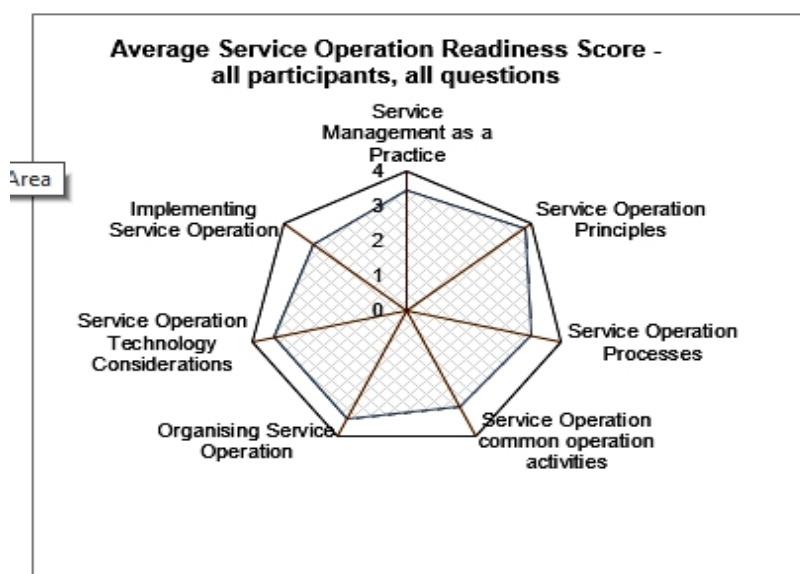 Average Service Operation Readiness Score -
all participants, all questions
Service
Management as a
Practice
Area
4
3
2
1
0
Implementing
Service Operation
Service Operation
Principles
Service Operation
Technology
Considerations
Service Operation
Processes
Organising Service
Operation
Service Operation
common operation
activities